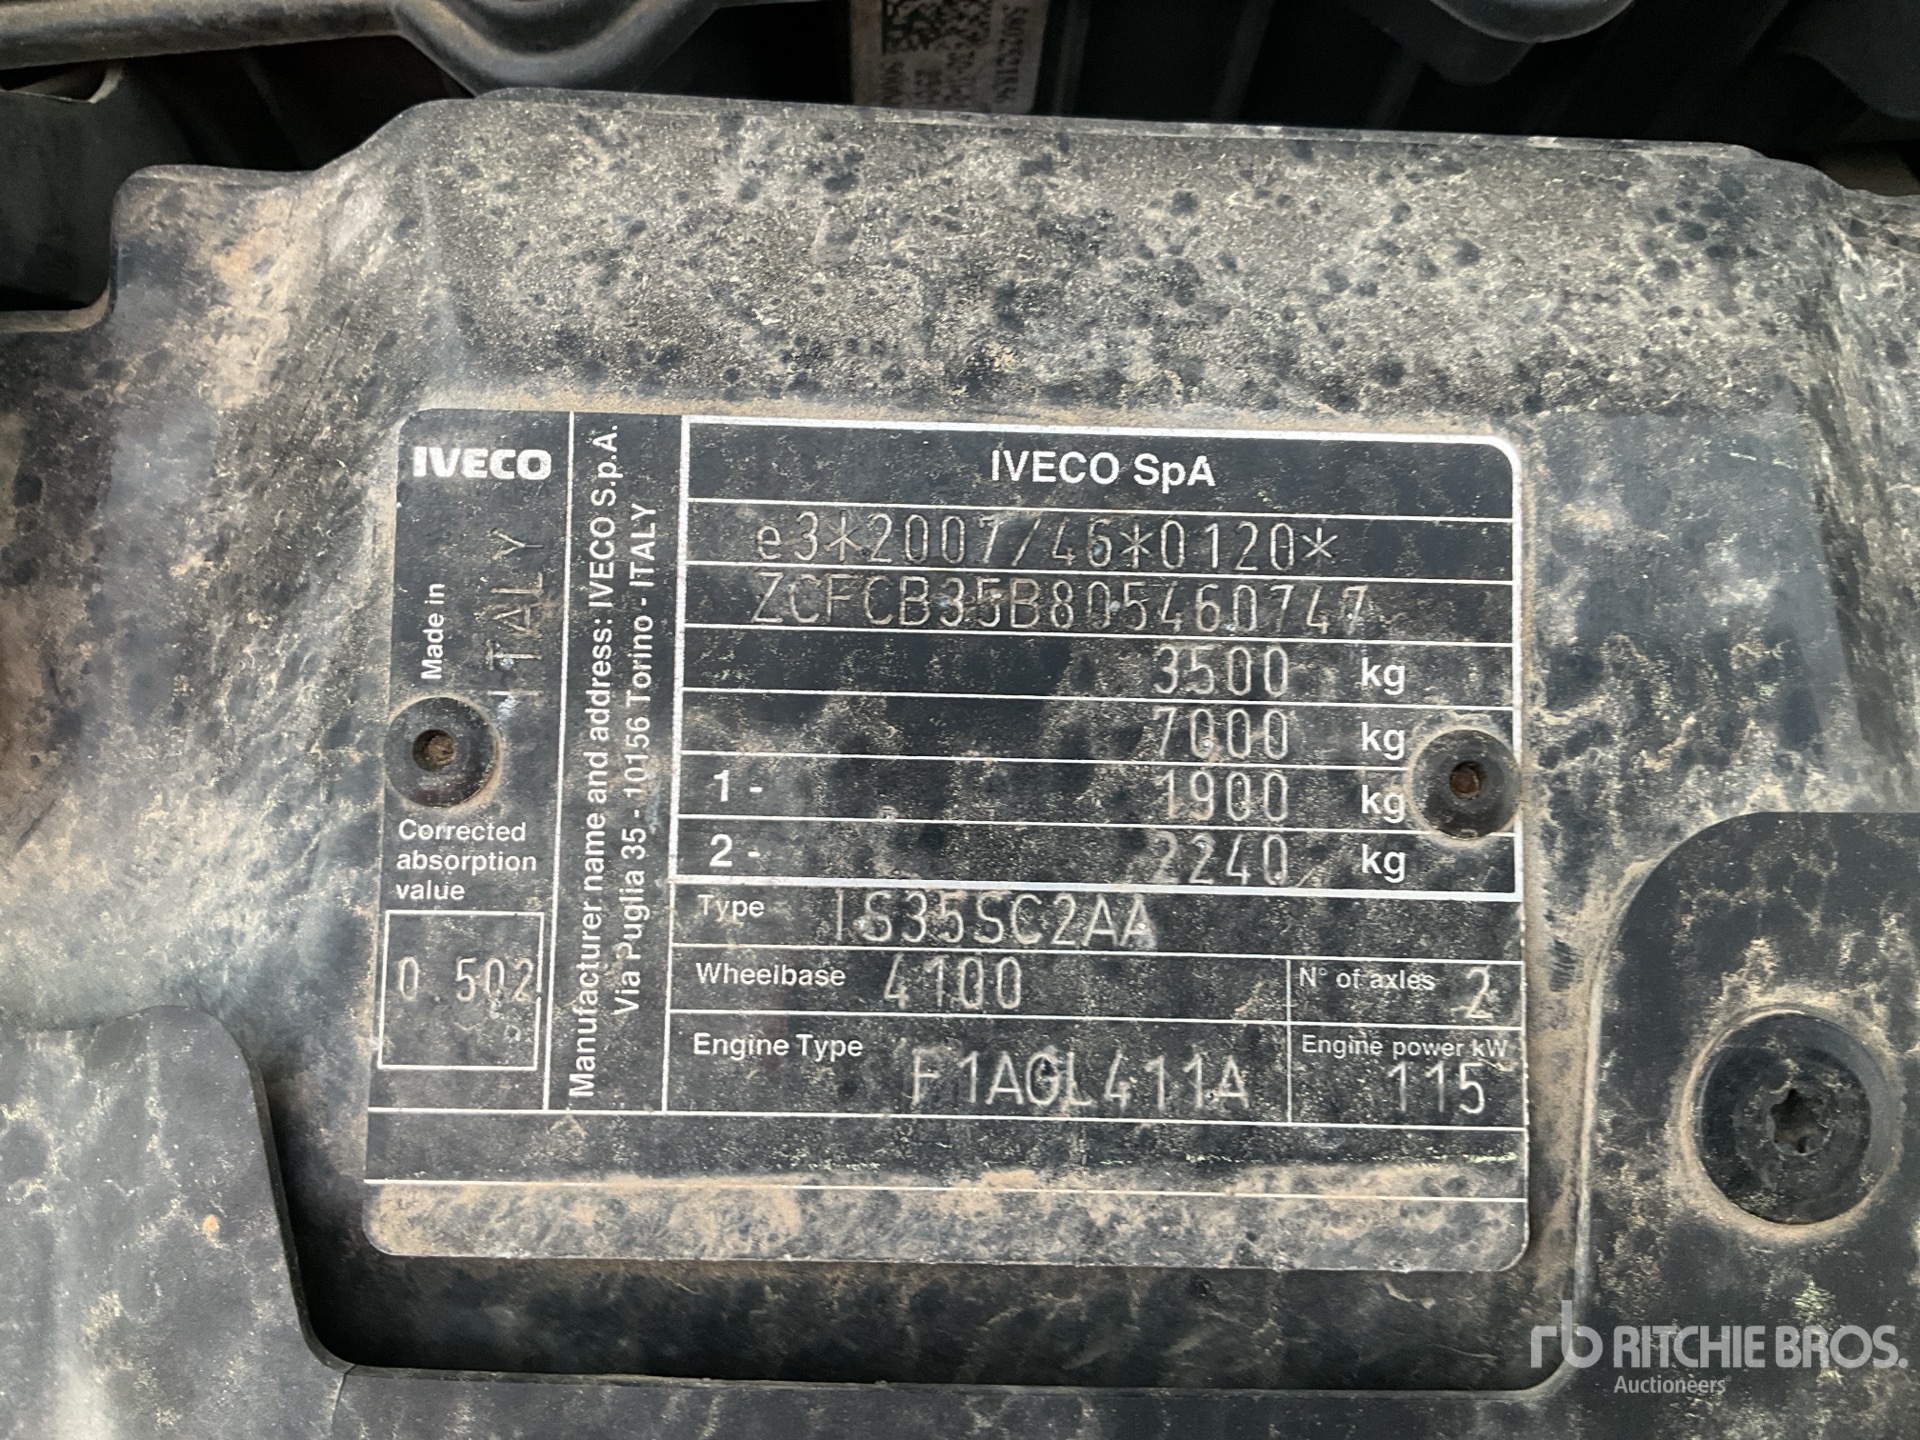 IVECO
Made in ITALY
Corrected
absorption
value
0 502
Manufacturer name and address: IVECO S.p.A.
Via Puglia 35 - 10156 Torino - ITALY
IVECO SpA
e3*2007/46*0120*
ZCFCB35B805460747
3500 kg
7000 kg
1 - 1900 kg
2 - 2240 kg
Type IS35SC2AA
Wheelbase 4100 N° of axles 2
Engine Type F1AGL411A Engine power kW 115
rb RITCHIE BROS.
Auctioneers